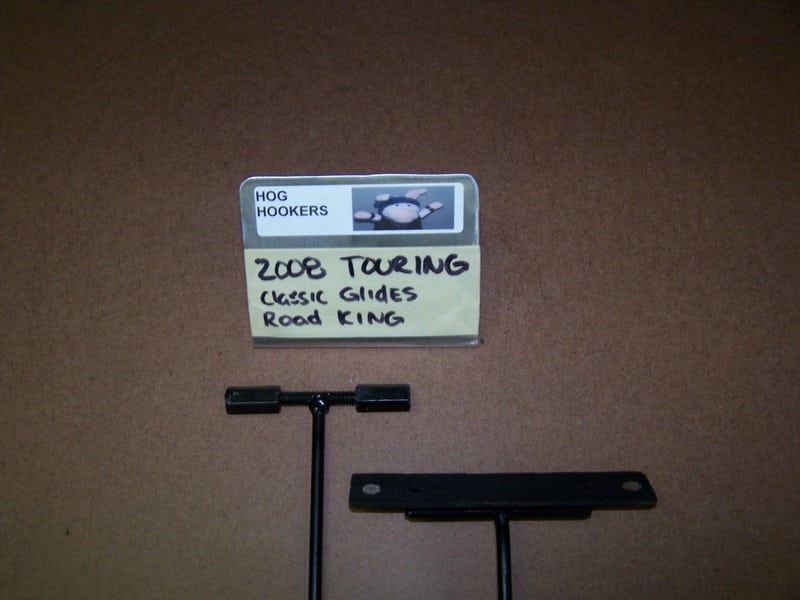 HOG
HOOKERS
2008 TOURING
Classic GlidES
Road KING